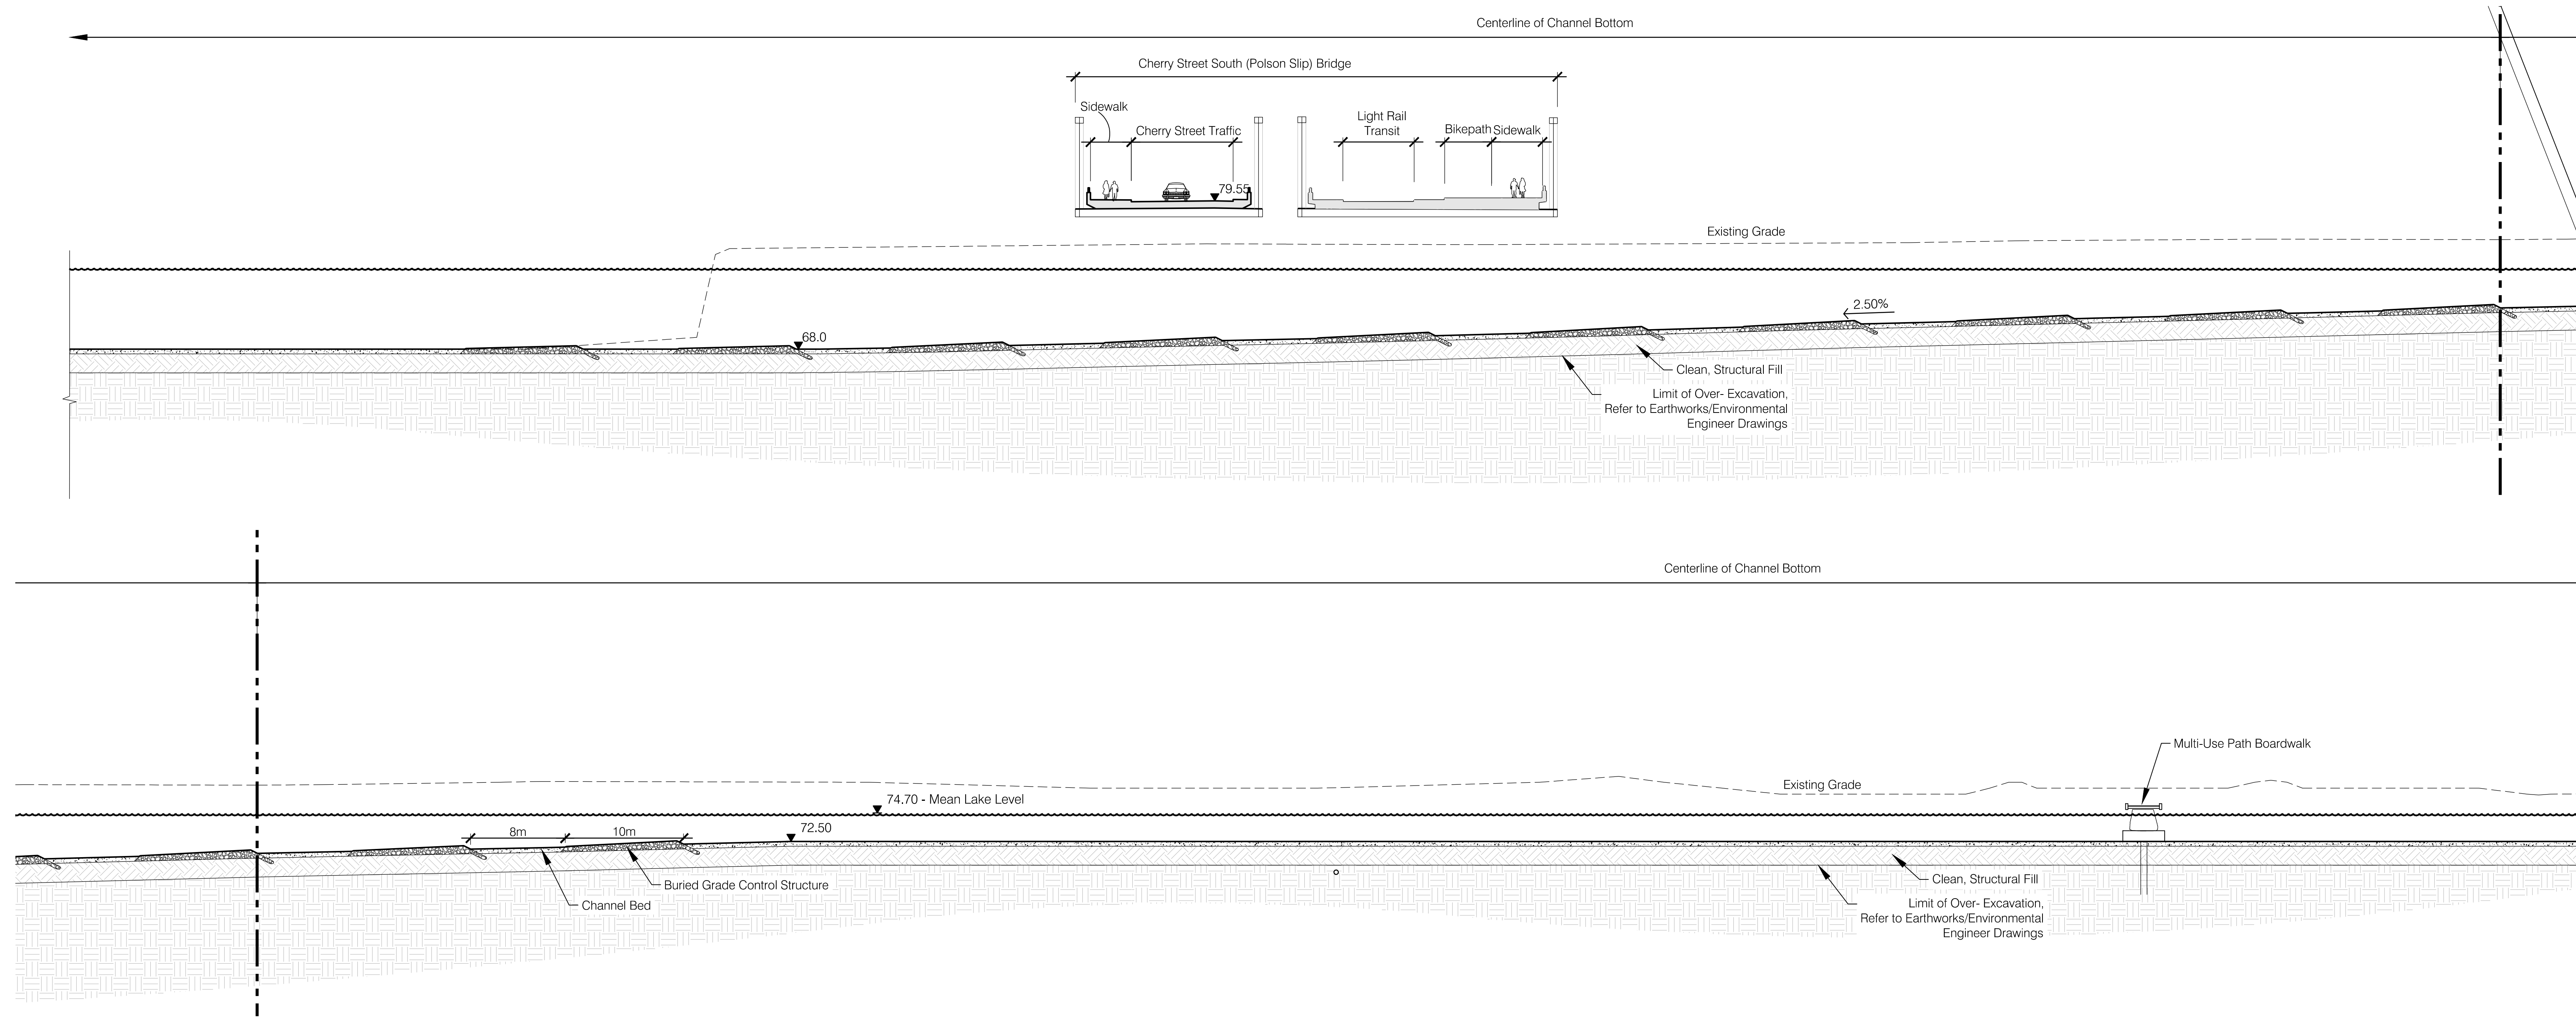 Centerline of Channel Bottom
Cherry Street South (Polson Slip) Bridge
Sidewalk
Cherry Street Traffic
Light Rail
Transit
Bikepath
Sidewalk
79.55
Existing Grade
2.50%
68.0
Clean, Structural Fill
Limit of Over- Excavation,
Refer to Earthworks/Environmental
Engineer Drawings
Centerline of Channel Bottom
Multi-Use Path Boardwalk
Existing Grade
74.70 - Mean Lake Level
8m
10m
72.50
Buried Grade Control Structure
Channel Bed
Clean, Structural Fill
Limit of Over- Excavation,
Refer to Earthworks/Environmental
Engineer Drawings